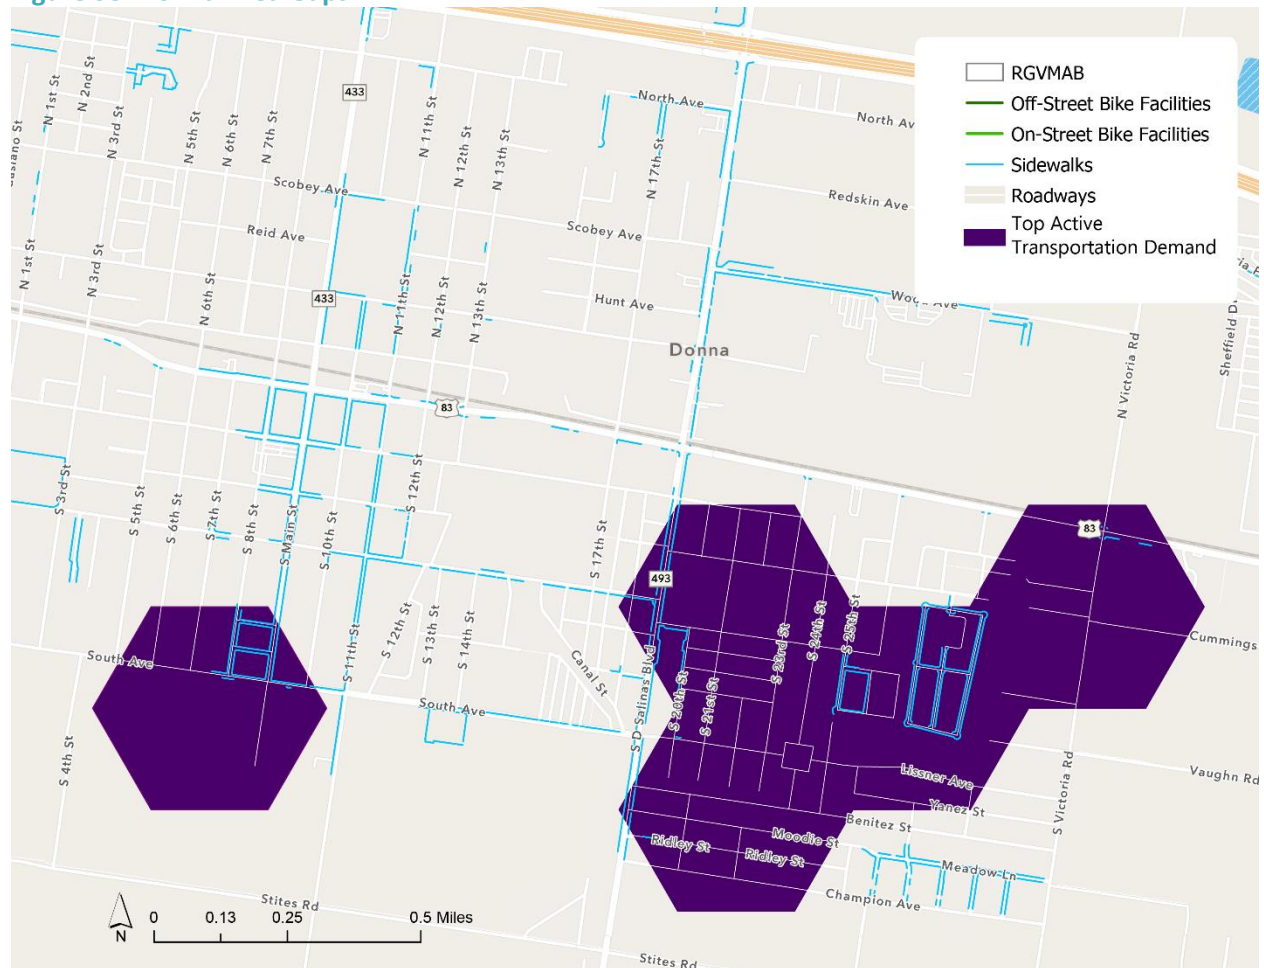 RGVMAB
Off-Street Bike Facilities
On-Street Bike Facilities
Sidewalks
Roadways
Top Active
Transportation Demand
N 1st St
N 2nd St
N 3rd St
N 5th St
N 6th St
N 7th St
433
N 11th St
N 12th St
N 13th St
North Ave
N 17th St
North Av
Scobey Ave
Redskin Ave
Reid Ave
Scobey Ave
N 1st St
N 3rd St
N 6th St
433
N 11th St
N 12th St
N 13th St
Hunt Ave
Wood Ave
Donna
N Victoria Rd
Sheffield D
83
S 3rd St
S 5th St
S 6th St
S 7th St
S 8th St
S Main St
S 10th St
S 12th St
S 17th St
83
493
S 11th St
S 12th St
S 13th St
S 14th St
Canal St
S D Salinas Blvd
S 20th St
S 21st St
S 23rd St
S 24th St
S 25th St
Cummings
South Ave
South Ave
S 4th St
Lissner Ave
Vaughn Rd
S Victoria Rd
Yanez St
Benitez St
Moodie St
Ridley St
Ridley St
Meadow Ln
Champion Ave
Stites Rd
Stites Rd
N
0 0.13 0.25 0.5 Miles